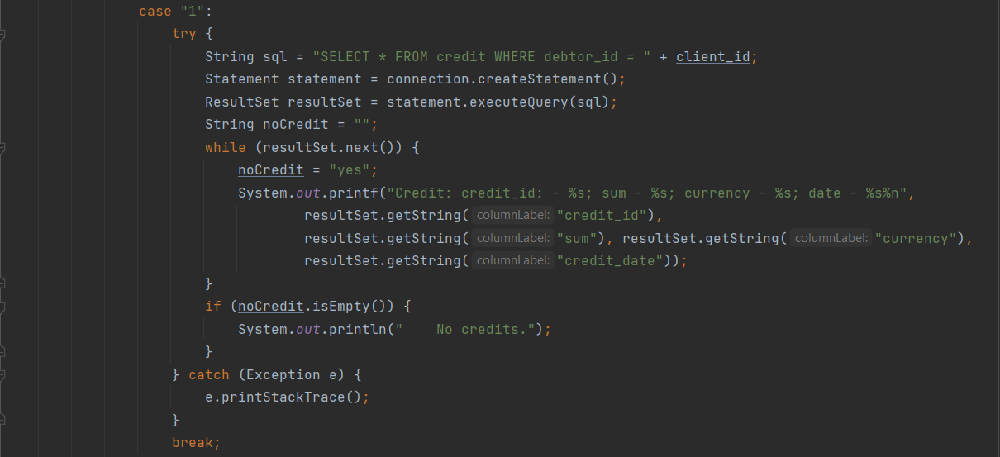 case "1":
try {
String sql = "SELECT * FROM credit WHERE debtor_id = " + client_id;
Statement statement = connection.createStatement();
ResultSet resultSet = statement.executeQuery(sql);
String noCredit = "";
while (resultSet.next()) {
noCredit = "yes";
System.out.printf("Credit: credit_id: - %s; sum - %s; currency - %s; date - %s%n",
resultSet.getString( columnLabel: "credit_id"),
resultSet.getString( columnLabel: "sum"), resultSet.getString( columnLabel: "currency"),
resultSet.getString( columnLabel: "credit_date"));
}
if (noCredit.isEmpty()) {
System.out.println("    No credits.");
}
} catch (Exception e) {
e.printStackTrace();
}
break;